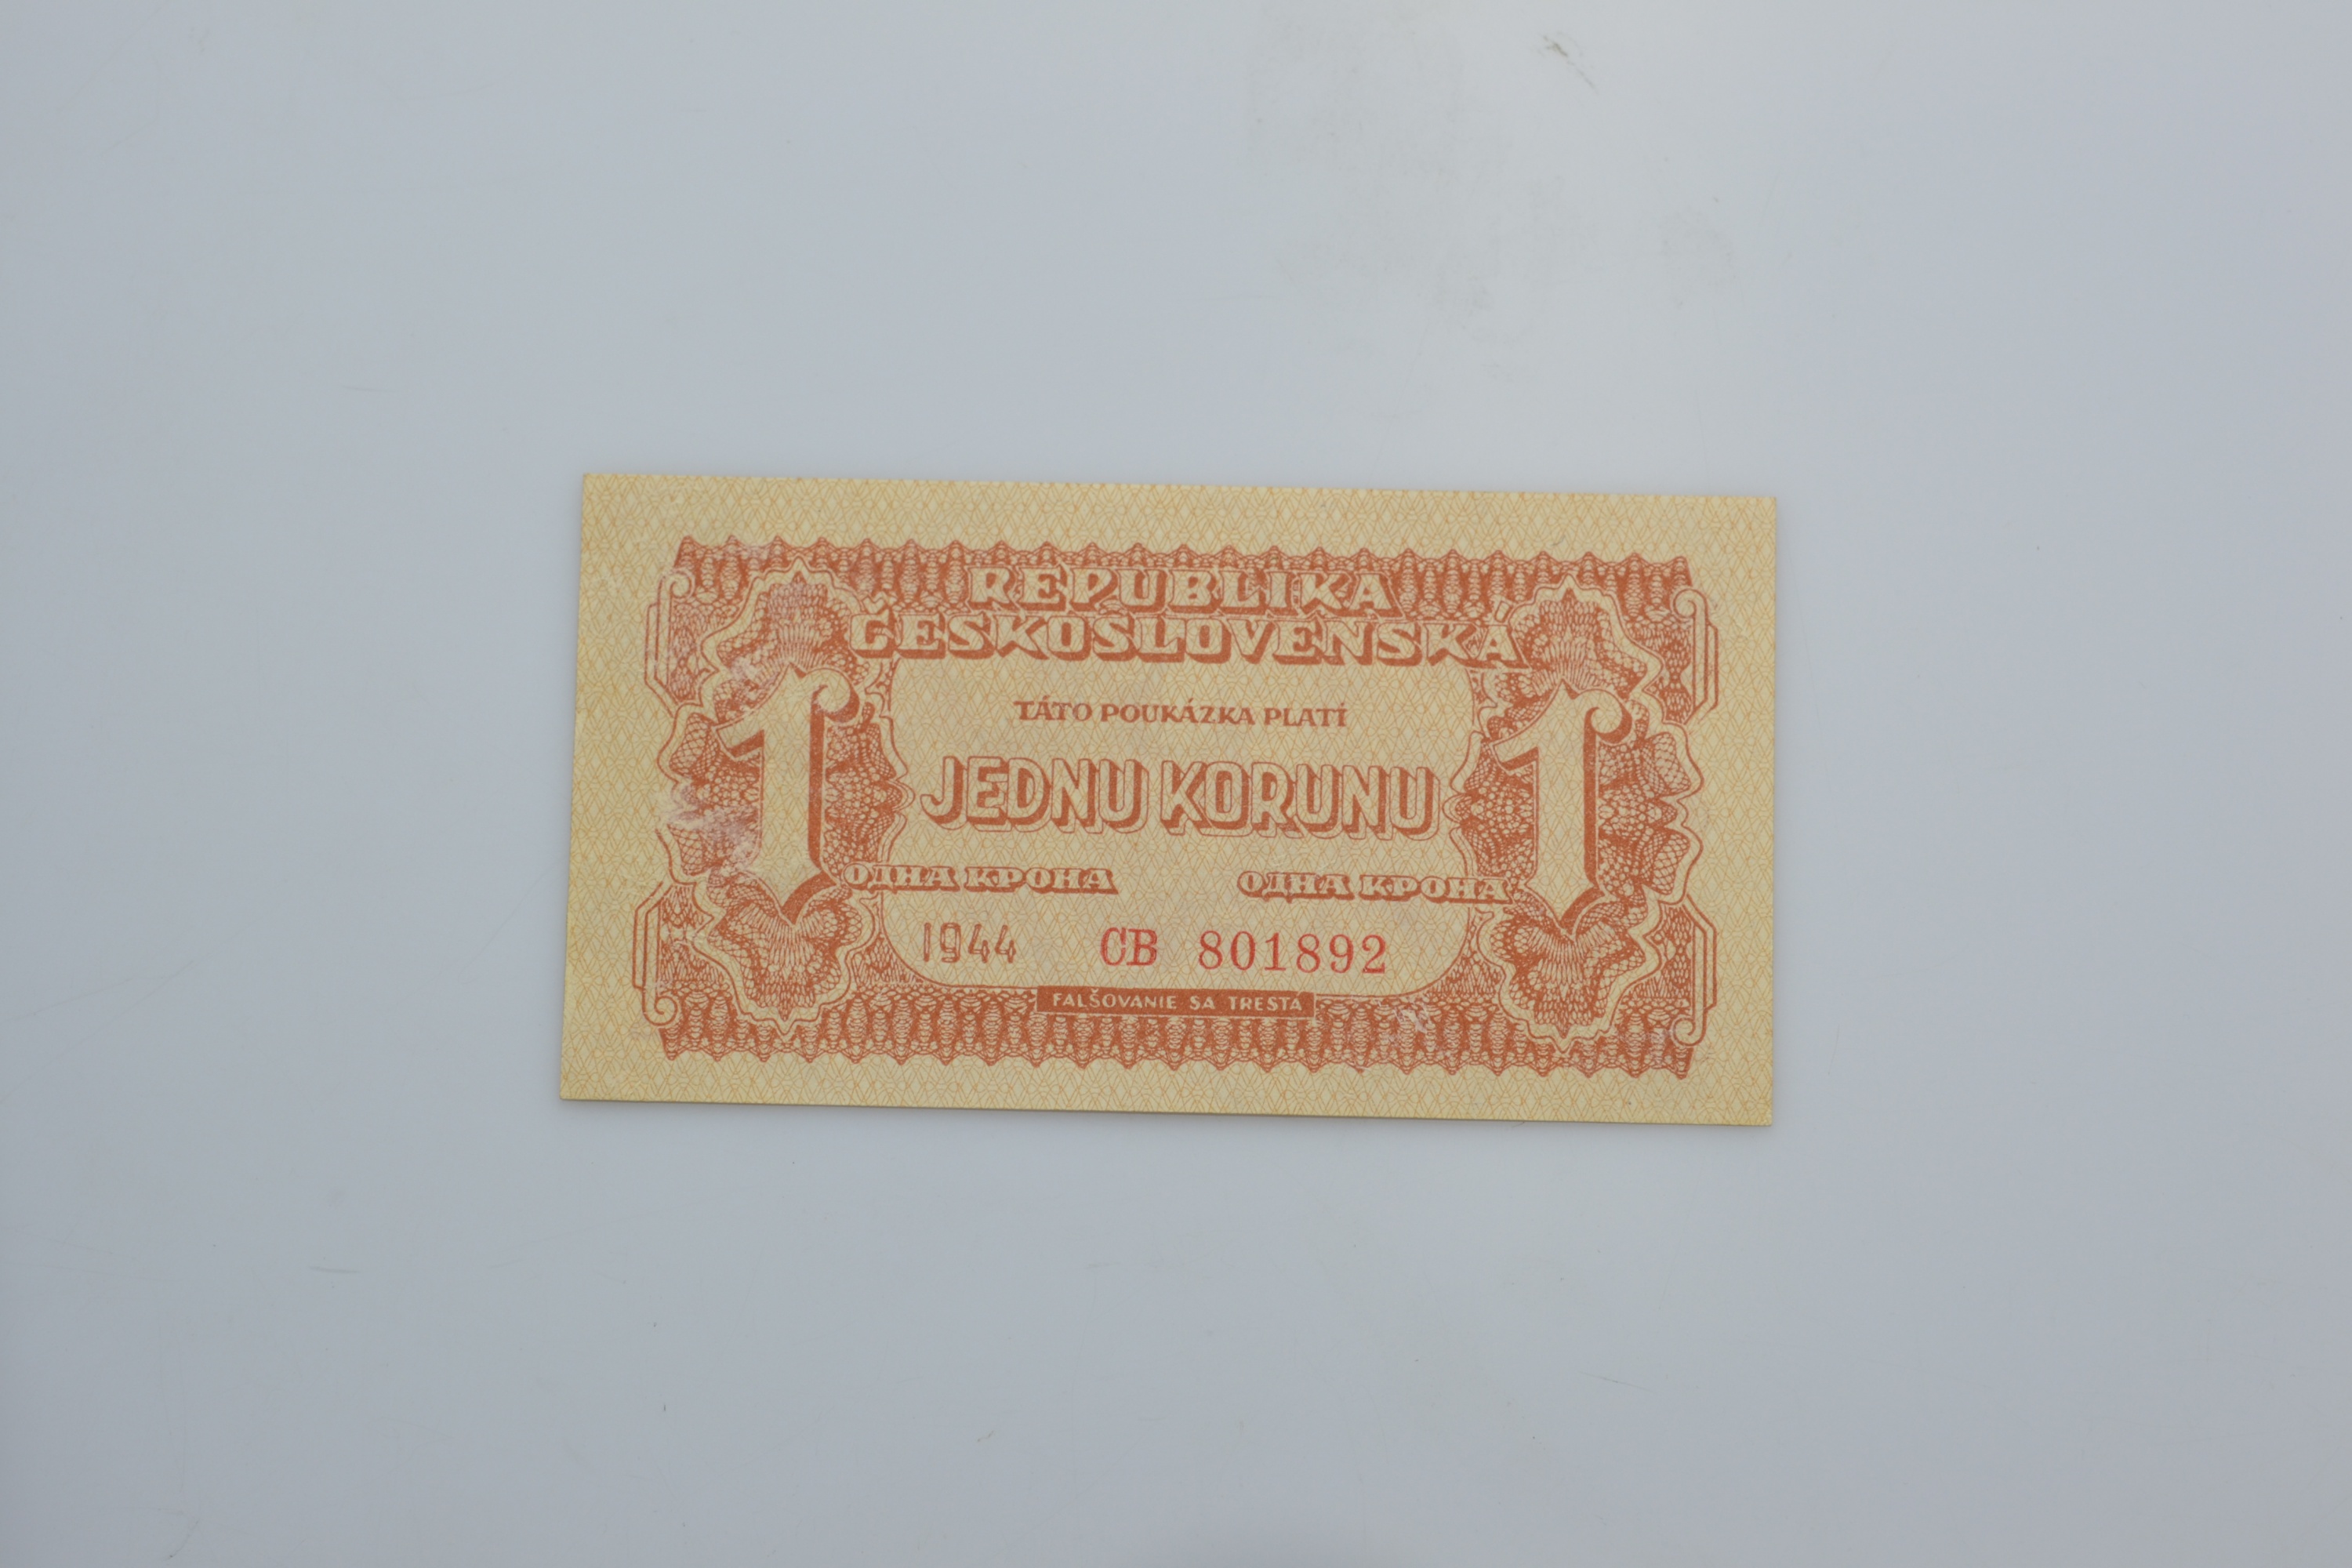 REPUBLIKA
ČESKOSLOVENSKÁ
TÁTO POUKÁZKA PLATÍ
1 JEDNU KORUNU 1
ОДНА КРОНА ОДНА КРОНА
1944 CB 801892
FALŠOVANIE SA TRESTÁ